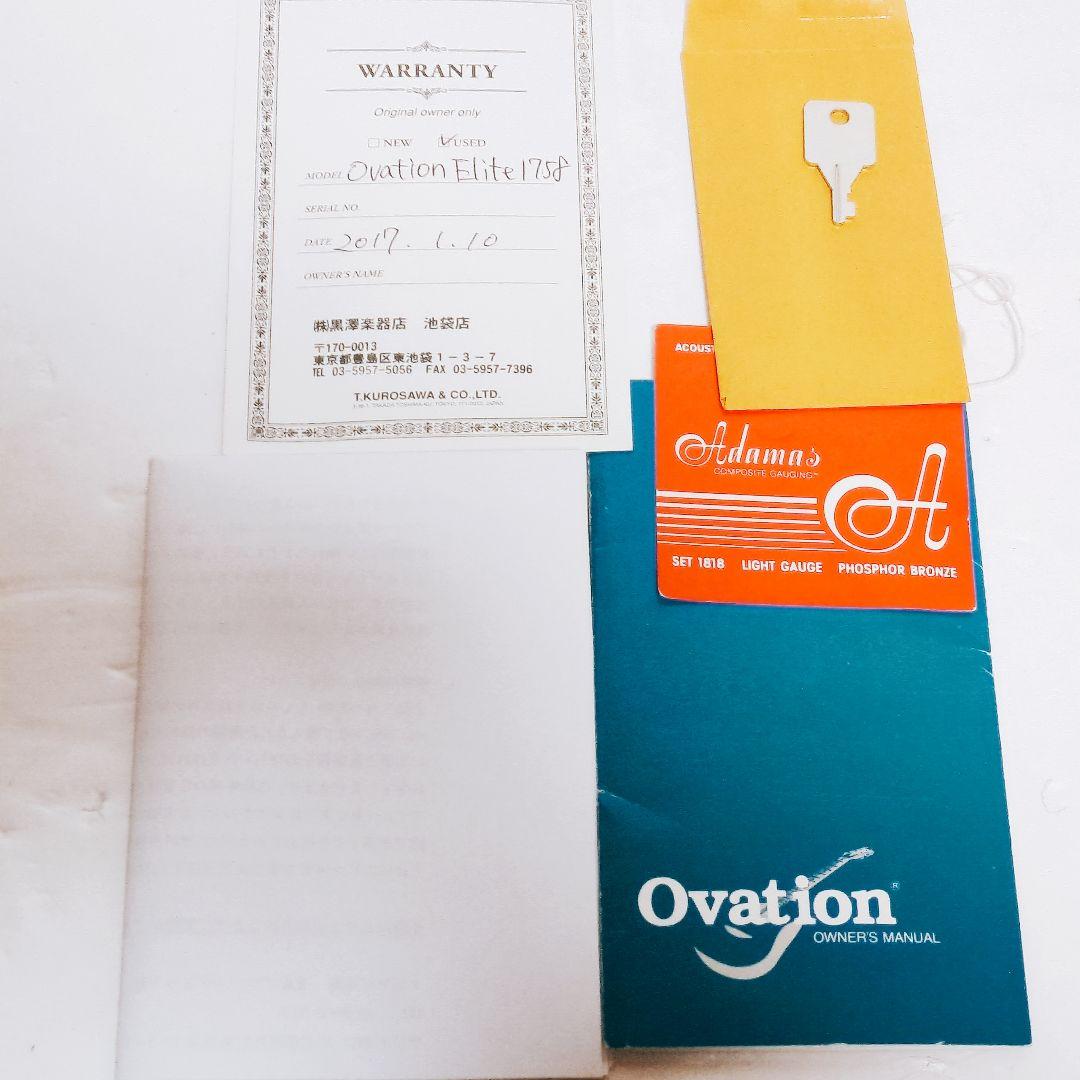 WARRANTY
Original owner only
NEW USED
MODEL Ovation Elite 1758
SERIAL NO.
DATE 2017. 1. 10
OWNER'S NAME
㈱黒澤楽器店 池袋店
〒170-0013
東京都豊島区東池袋1-3-7
TEL 03-5957-5056 FAX 03-5957-7396
T.KUROSAWA & CO.,LTD.
ACOUST
Adamas
COMPOSITE GAUGING™
A
SET 1818 LIGHT GAUGE PHOSPHOR BRONZE
Ovation®
OWNER'S MANUAL